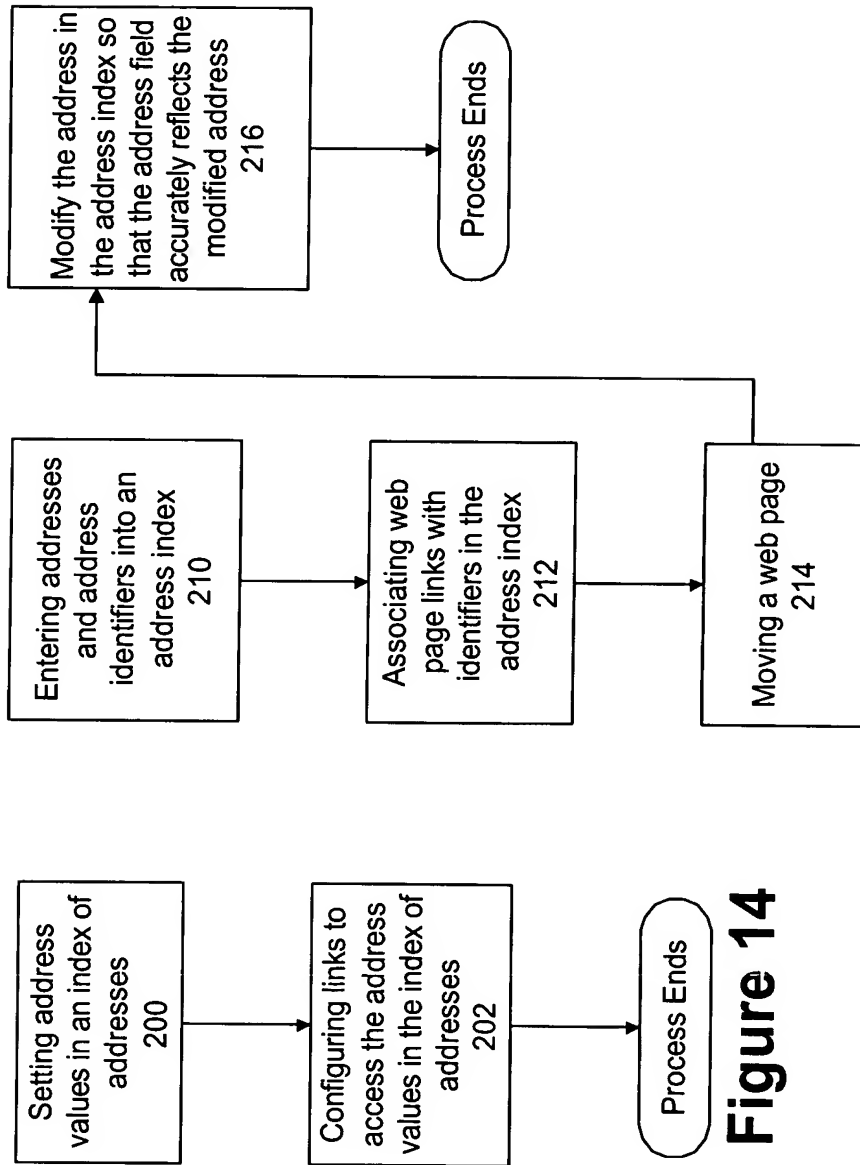 Setting address
values in an index of
addresses
200
Configuring links to
access the address
values in the index of
addresses
202
Process Ends
Figure 14
Entering addresses
and address
identifiers into an
address index
210
Associating web
page links with
identifiers in the
address index
212
Moving a web page
214
Modify the address in
the address index so
that the address field
accurately reflects the
modified address
216
Process Ends